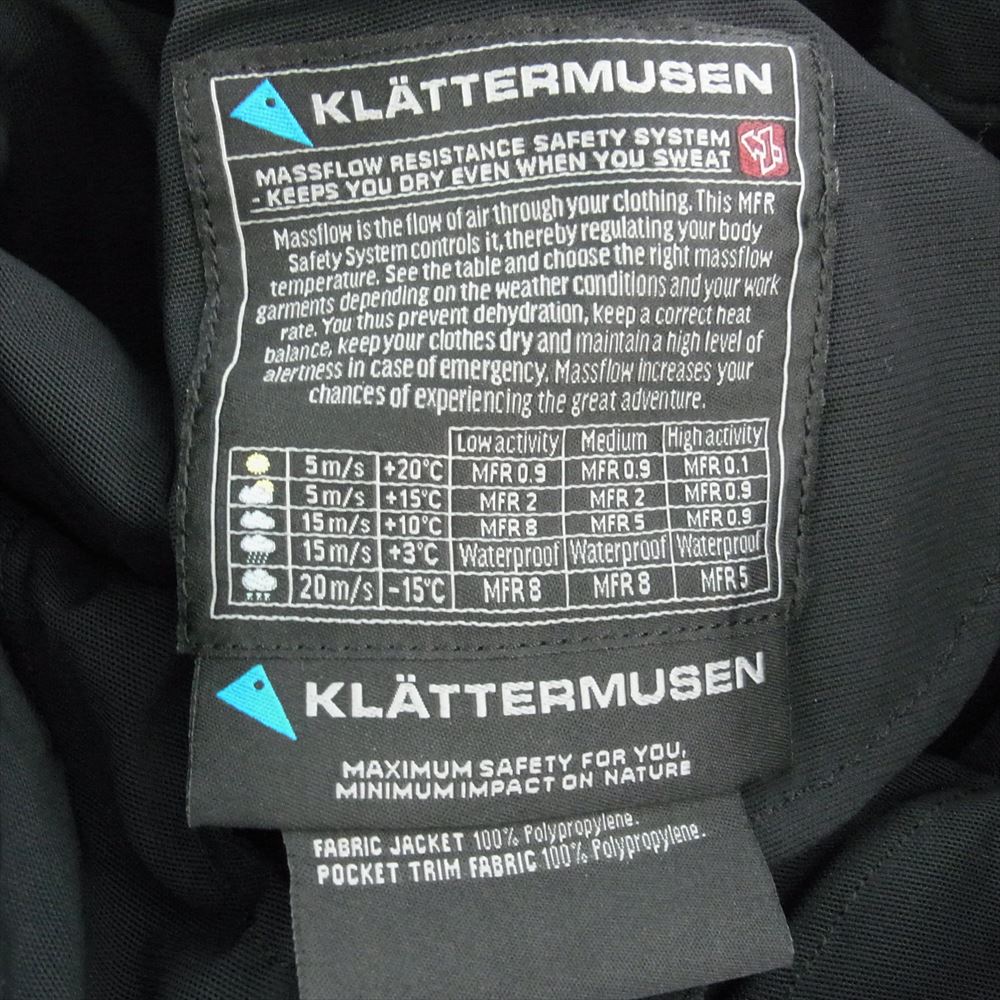 KLÄTTERMUSEN
MASSFLOW RESISTANCE SAFETY SYSTEM
- KEEPS YOU DRY EVEN WHEN YOU SWEAT
Massflow is the flow of air through your clothing. This MFR
Safety System controls it, thereby regulating your body
temperature. See the table and choose the right massflow
garments depending on the weather conditions and your work
rate. You thus prevent dehydration, keep a correct heat
balance, keep your clothes dry and maintain a high level of
alertness in case of emergency. Massflow increases your
chances of experiencing the great adventure.
Low activity Medium High activity
5 m/s +20°C MFR 0.9 MFR 0.9 MFR 0.1
5 m/s +15°C MFR 2 MFR 2 MFR 0.9
15 m/s +10°C MFR 8 MFR 5 MFR 0.9
15 m/s +3°C Waterproof Waterproof Waterproof
20 m/s -15°C MFR 8 MFR 8 MFR 5
KLÄTTERMUSEN
MAXIMUM SAFETY FOR YOU,
MINIMUM IMPACT ON NATURE
FABRIC JACKET 100% Polypropylene.
POCKET TRIM FABRIC 100% Polypropylene.